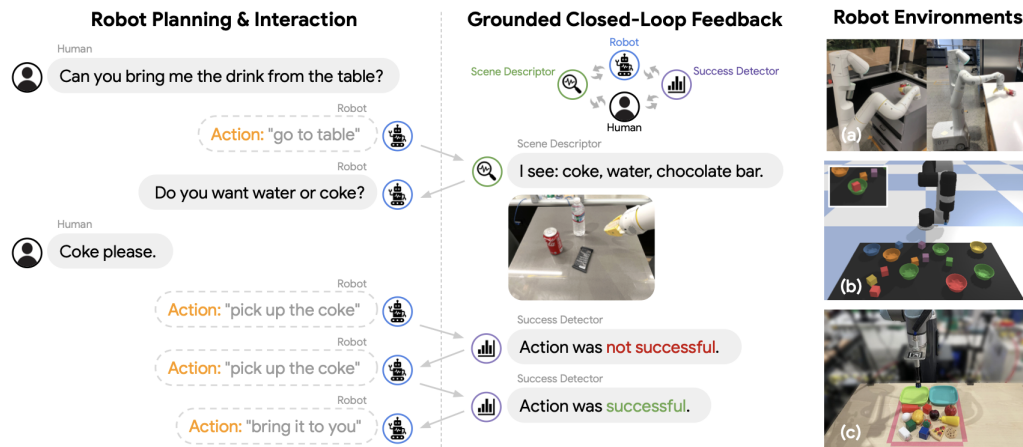 Robot Planning & Interaction
Human
Can you bring me the drink from the table?
Robot
Action: "go to table"
Robot
Do you want water or coke?
Human
Coke please.
Robot
Action: "pick up the coke"
Robot
Action: "pick up the coke"
Robot
Action: "bring it to you"
Grounded Closed-Loop Feedback
Robot
Scene Descriptor
Success Detector
Human
Scene Descriptor
I see: coke, water, chocolate bar.
Success Detector
Action was not successful.
Success Detector
Action was successful.
Robot Environments
(a)
(b)
(c)